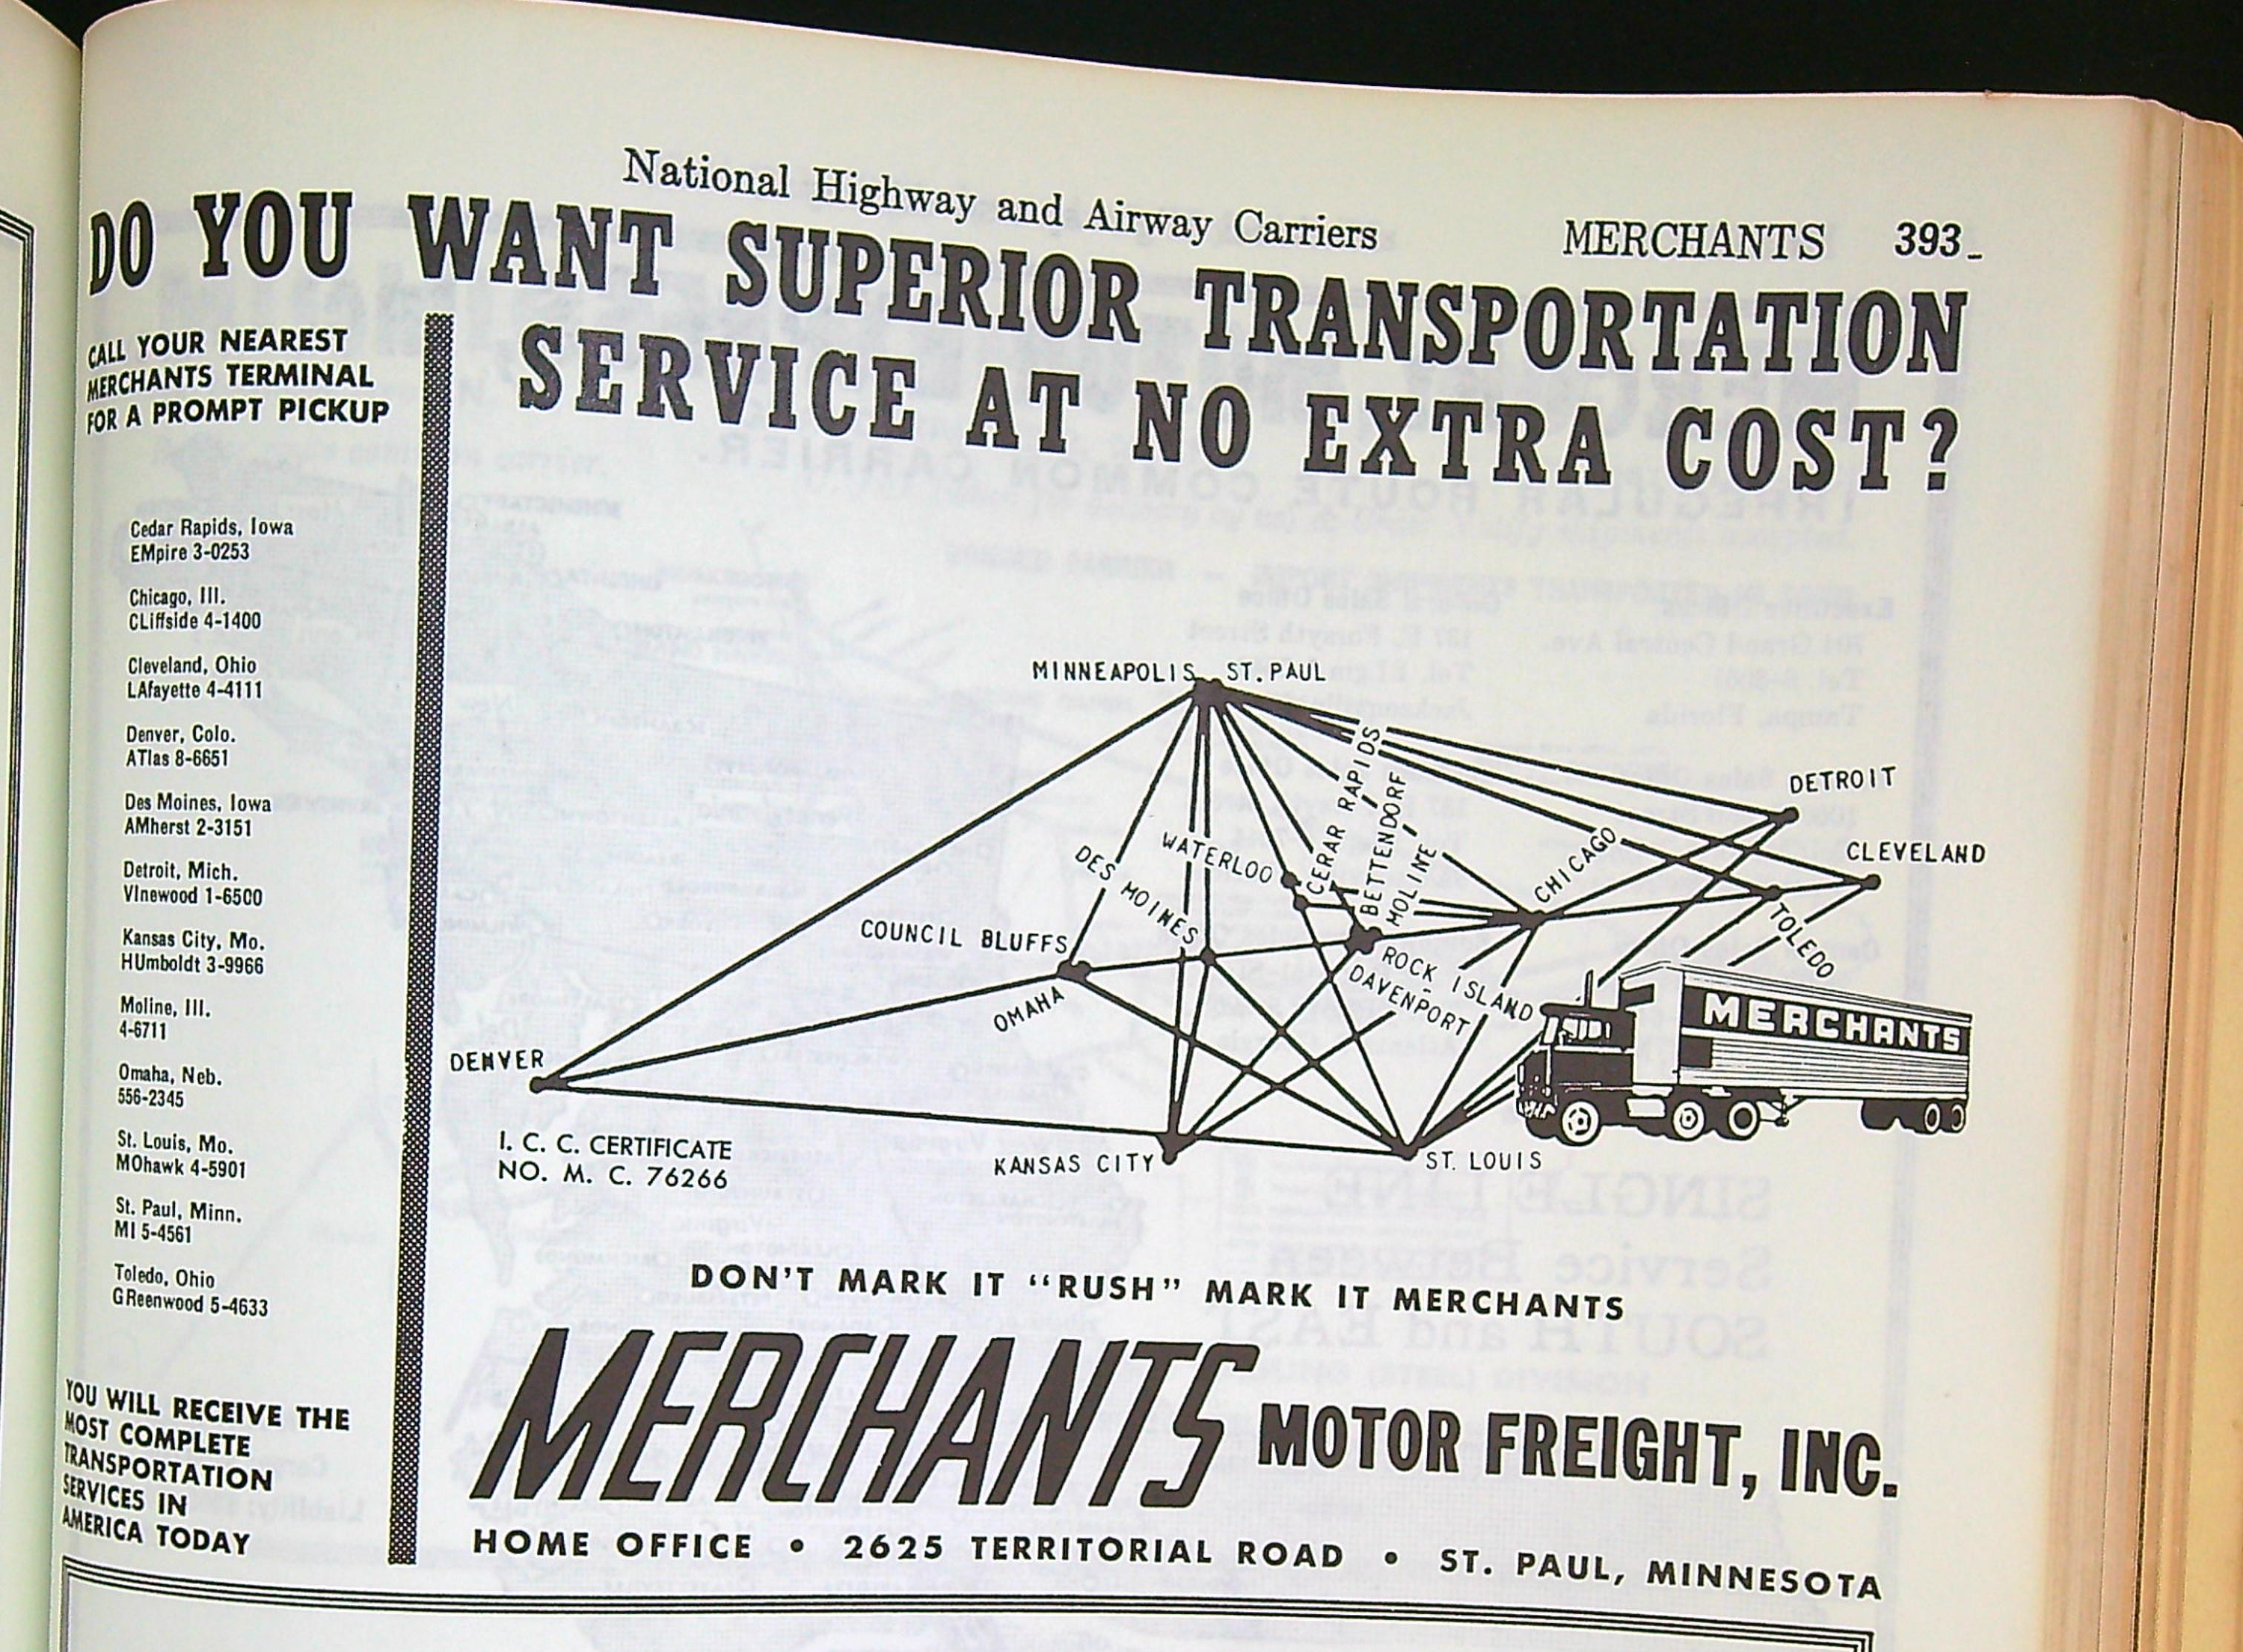 National Highway and Airway Carriers MERCHANTS 393
DO YOU WANT SUPERIOR TRANSPORTATION
SERVICE AT NO EXTRA COST?
CALL YOUR NEAREST
MERCHANTS TERMINAL
FOR A PROMPT PICKUP
Cedar Rapids, Iowa
EMpire 3-0253
Chicago, Ill.
CLiffside 4-1400
Cleveland, Ohio
LAfayette 4-4111
Denver, Colo.
ATlas 8-6651
Des Moines, Iowa
AMherst 2-3151
Detroit, Mich.
VInewood 1-6500
Kansas City, Mo.
HUmboldt 3-9966
Moline, Ill.
4-6711
Omaha, Neb.
556-2345
St. Louis, Mo.
MOhawk 4-5901
St. Paul, Minn.
MI 5-4561
Toledo, Ohio
GReenwood 5-4633
YOU WILL RECEIVE THE
MOST COMPLETE
TRANSPORTATION
SERVICES IN
AMERICA TODAY
MINNEAPOLIS ST. PAUL
DETROIT
CLEVELAND
CHICAGO
TOLEDO
CERAR RAPIDS
BETTENDORF
MOLINE
WATERLOO
DES MOINES
COUNCIL BLUFFS
OMAHA
ROCK ISLAND
DAVENPORT
DENVER
KANSAS CITY
ST. LOUIS
MERCHANTS
I. C. C. CERTIFICATE
NO. M. C. 76266
DON'T MARK IT "RUSH" MARK IT MERCHANTS
MERCHANTS MOTOR FREIGHT, INC.
HOME OFFICE • 2625 TERRITORIAL ROAD • ST. PAUL, MINNESOTA